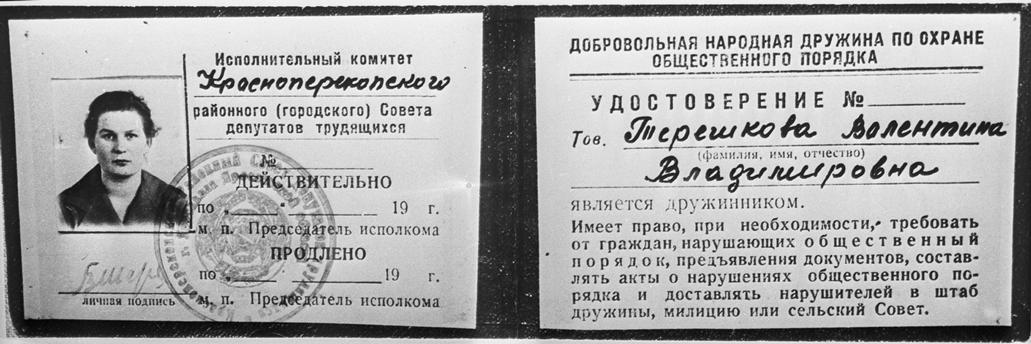 Исполнительный комитет
Красноперекопского
районного (городского) Совета
депутатов трудящихся
№
ДЕЙСТВИТЕЛЬНО
по „ “ 19 г.
м. п. Председатель исполкома
ПРОДЛЕНО
по „ “ 19 г.
личная подпись м. п. Председатель исполкома
ДОБРОВОЛЬНАЯ НАРОДНАЯ ДРУЖИНА ПО ОХРАНЕ
ОБЩЕСТВЕННОГО ПОРЯДКА
УДОСТОВЕРЕНИЕ №
Тов. Терешкова Валентина
(фамилия, имя, отчество)
Владимировна
является дружинником.
Имеет право, при необходимости, требовать
от граждан, нарушающих общественный
порядок, предъявления документов, состав-
лять акты о нарушениях общественного по-
рядка и доставлять нарушителей в штаб
дружины, милицию или сельский Совет.